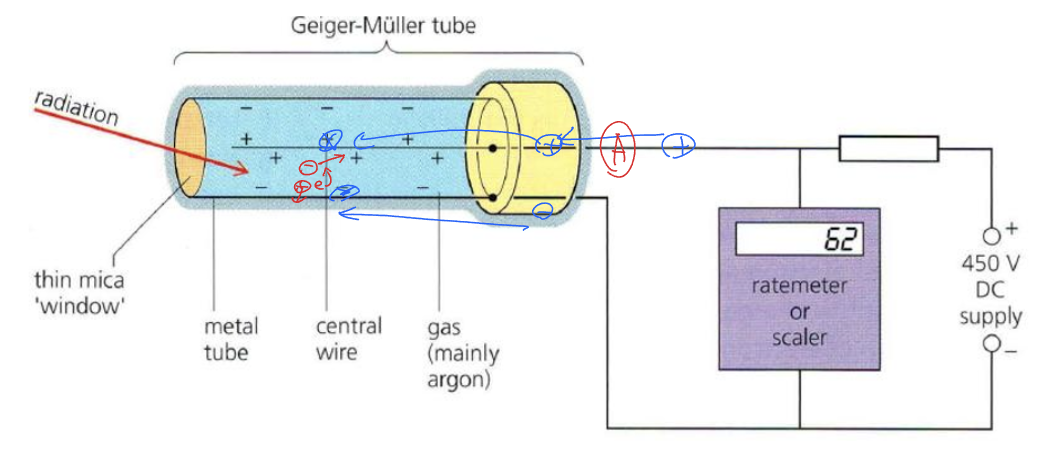 Geiger-Müller tube
radiation
− − −
+ + +
+ + +
− −
− e
+
+ + +
−
A
62
ratemeter
or
scaler
+
450 V
DC
supply
−
thin mica
'window'
metal
tube
central
wire
gas
(mainly
argon)